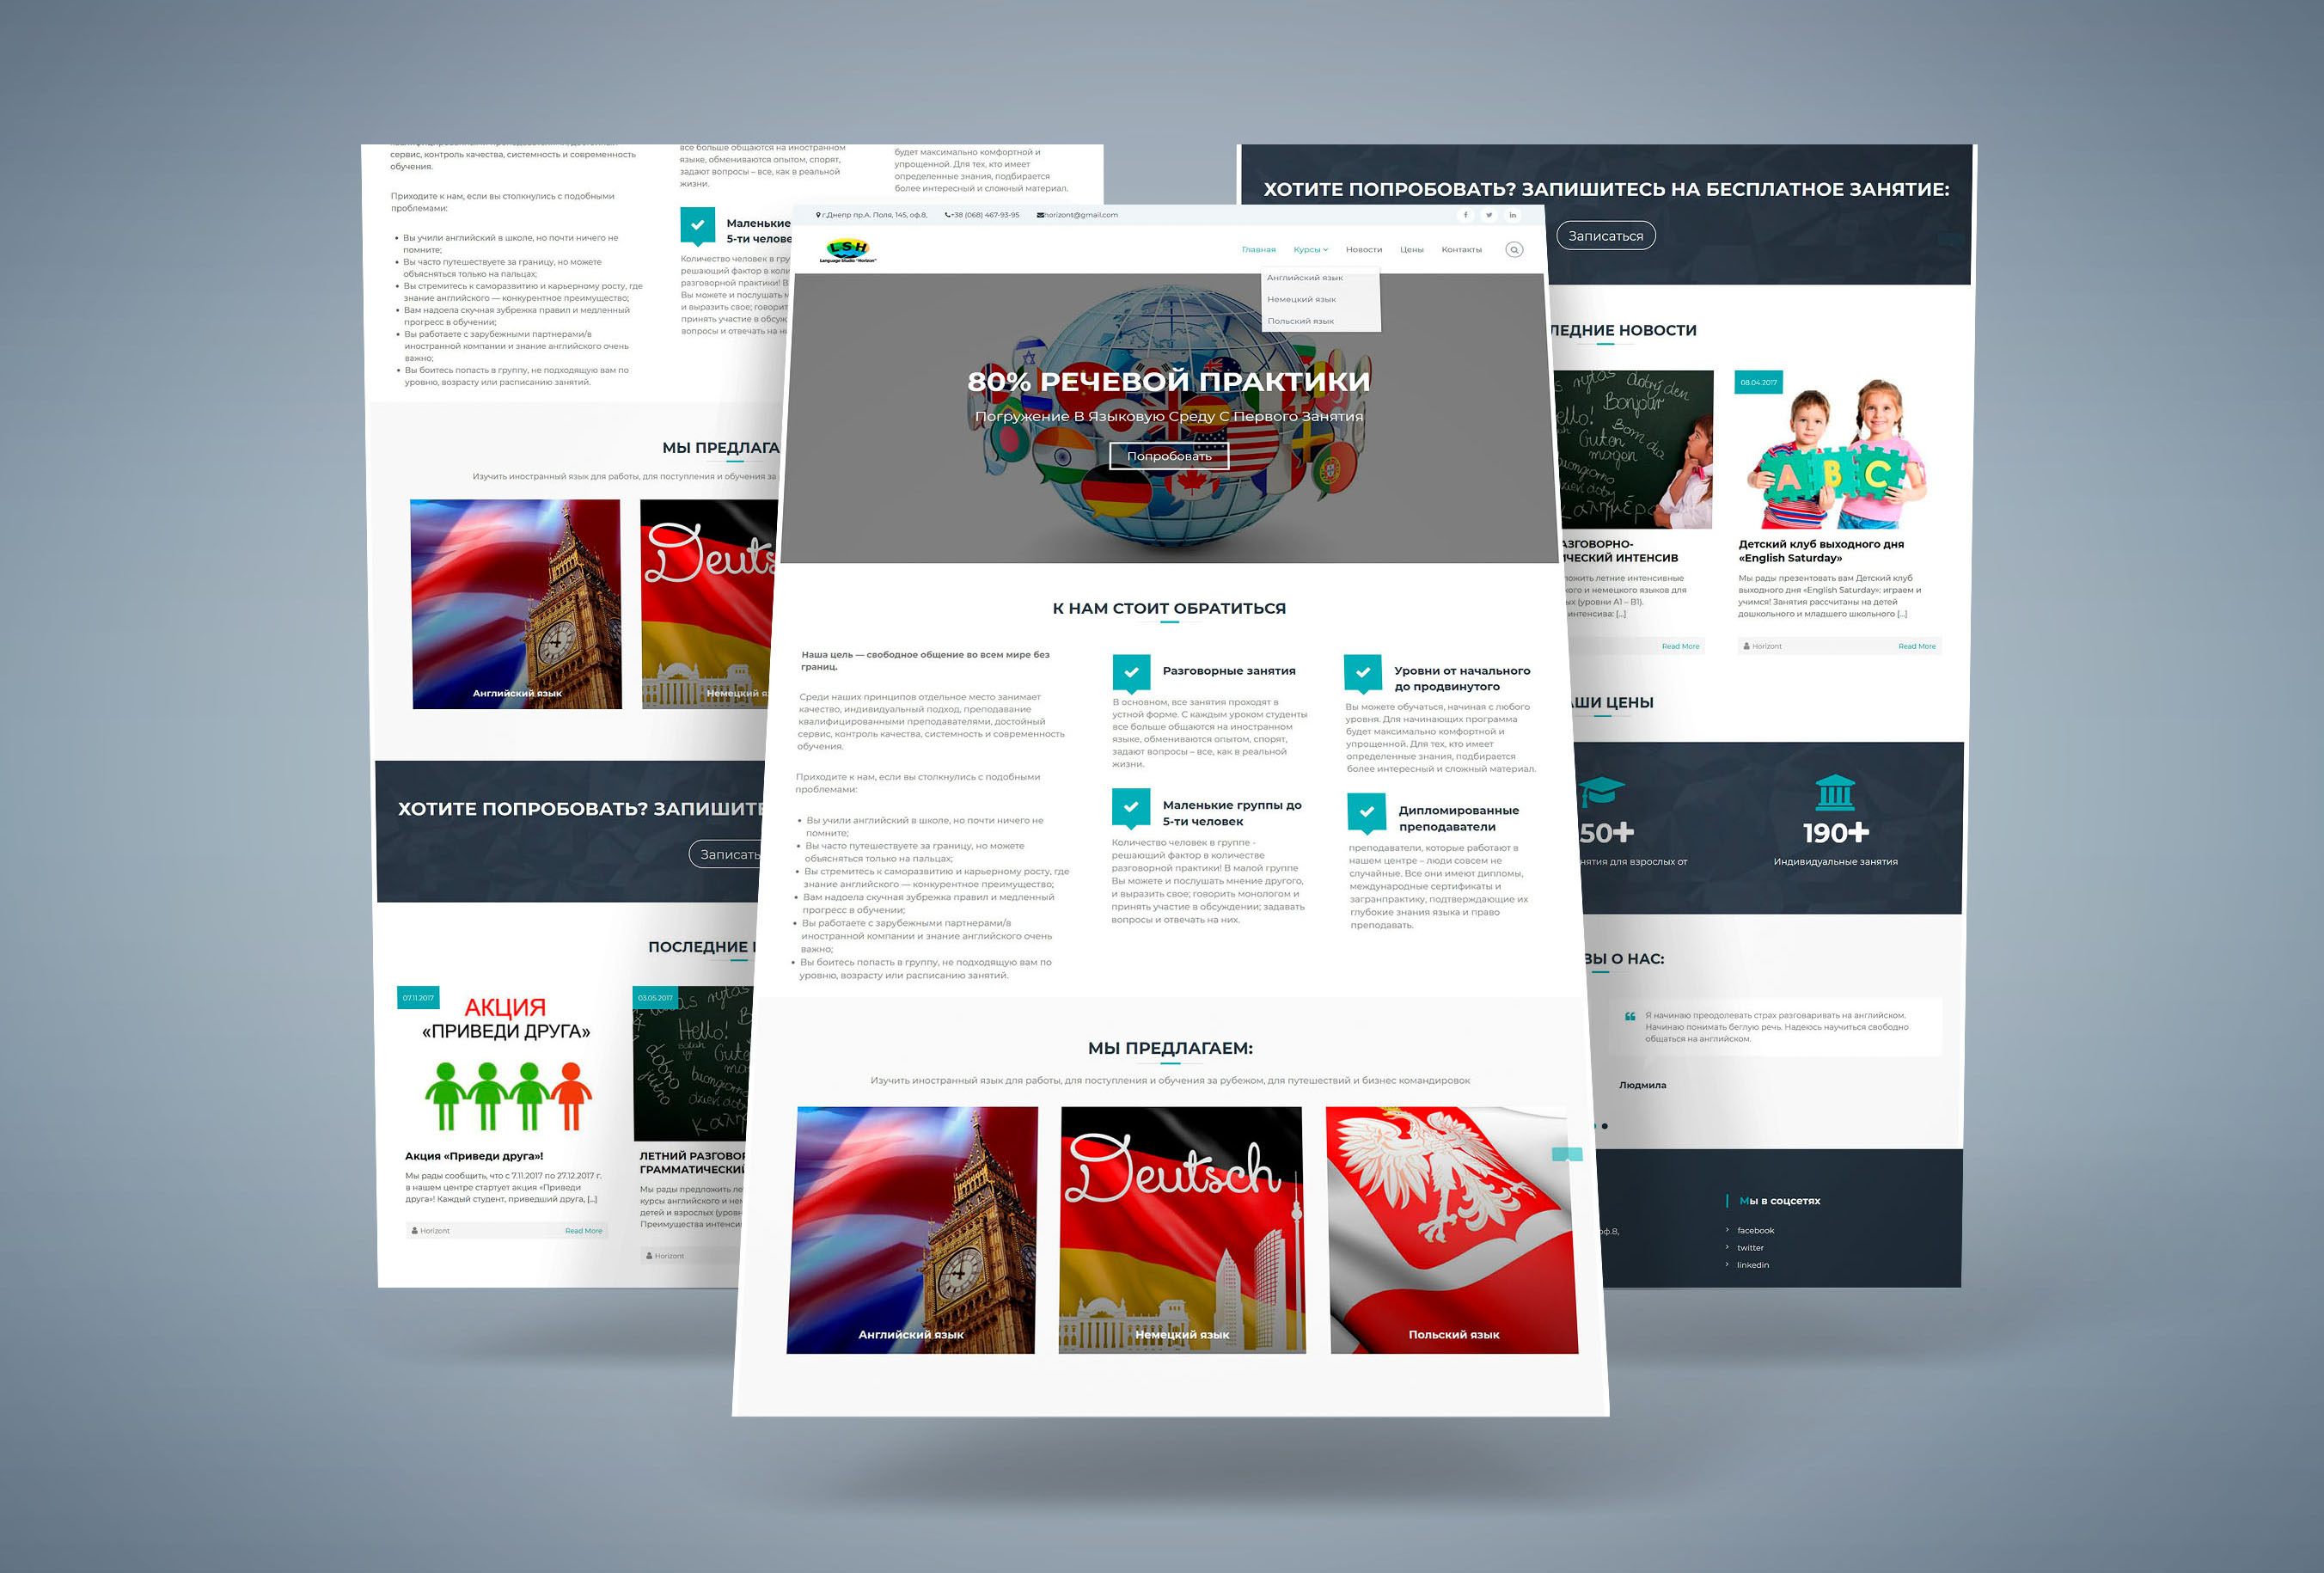 сервис, контроль качества, системность и современность
обучения.
Приходите к нам, если вы столкнулись с подобными
проблемами:
Вы учили английский в школе, но почти ничего не
помните;
Вы часто путешествуете за границу, но можете
объясняться только на пальцах;
Вы стремитесь к саморазвитию и карьерному росту, где
знание английского — конкурентное преимущество;
Вам надоела скучная зубрежка правил и медленный
прогресс в обучении;
Вы работаете с зарубежными партнерами/в
иностранной компании и знание английского очень
важно;
Вы боитесь попасть в группу, не подходящую вам по
уровню, возрасту или расписанию занятий.
все больше общаются на иностранном
языке, обмениваются опытом, спорят,
задают вопросы – все, как в реальной
жизни.
будет максимально комфортной и
упрощенной. Для тех, кто имеет
определенные знания, подбирается
более интересный и сложный материал.
Маленькие
5-ти челове
Количество человек в гру
решающий фактор в коли
разговорной практики! В
Вы можете и послушать м
и выразить свое; говорит
принять участие в обсуж
вопросы и отвечать на н
МЫ ПРЕДЛАГА
Изучить иностранный язык для работы, для поступления и обучения за
Deuts
Английский язык
Немецкий я
ХОТИТЕ ПОПРОБОВАТЬ? ЗАПИШИТЕ
Записать
ПОСЛЕДНИЕ
07.11.2017
АКЦИЯ
«ПРИВЕДИ ДРУГА»
Акция «Приведи друга»!
Мы рады сообщить, что с 7.11.2017 по 27.12.2017 г.
в нашем центре стартует акция «Приведи
друга»! Каждый студент, приведший друга, [...]
Horizont
Read More
03.05.2017
Hello!
ЛЕТНИЙ РАЗГОВОР
ГРАММАТИЧЕСКИ
Мы рады предложить ле
курсы английского и нем
детей и взрослых (уровн
Преимущества интенси
Horizont
г.Днепр пр.А. Поля, 145, оф.8,
+38 (068) 467-93-95
horizont@gmail.com
LSH
Language Studio "Horizon"
Главная
Курсы
Новости
Цены
Контакты
Английский язык
Немецкий язык
Польский язык
80% РЕЧЕВОЙ ПРАКТИКИ
Погружение В Языковую Среду С Первого Занятия
Попробовать
К НАМ СТОИТ ОБРАТИТЬСЯ
Наша цель — свободное общение во всем мире без
границ.
Среди наших принципов отдельное место занимает
качество, индивидуальный подход, преподавание
квалифицированными преподавателями, достойный
сервис, контроль качества, системность и современность
обучения.
Приходите к нам, если вы столкнулись с подобными
проблемами:
Вы учили английский в школе, но почти ничего не
помните;
Вы часто путешествуете за границу, но можете
объясняться только на пальцах;
Вы стремитесь к саморазвитию и карьерному росту, где
знание английского — конкурентное преимущество;
Вам надоела скучная зубрежка правил и медленный
прогресс в обучении;
Вы работаете с зарубежными партнерами/в
иностранной компании и знание английского очень
важно;
Вы боитесь попасть в группу, не подходящую вам по
уровню, возрасту или расписанию занятий.
Разговорные занятия
В основном, все занятия проходят в
устной форме. С каждым уроком студенты
все больше общаются на иностранном
языке, обмениваются опытом, спорят,
задают вопросы – все, как в реальной
жизни.
Уровни от начального
до продвинутого
Вы можете обучаться, начиная с любого
уровня. Для начинающих программа
будет максимально комфортной и
упрощенной. Для тех, кто имеет
определенные знания, подбирается
более интересный и сложный материал.
Маленькие группы до
5-ти человек
Количество человек в группе -
решающий фактор в количестве
разговорной практики! В малой группе
Вы можете и послушать мнение другого,
и выразить свое; говорить монологом и
принять участие в обсуждении; задавать
вопросы и отвечать на них.
Дипломированные
преподаватели
преподаватели, которые работают в
нашем центре – люди совсем не
случайные. Все они имеют дипломы,
международные сертификаты и
загранпрактику, подтверждающие их
глубокие знания языка и право
преподавать.
МЫ ПРЕДЛАГАЕМ:
Изучить иностранный язык для работы, для поступления и обучения за рубежом, для путешествий и бизнес командировок
Deutsch
Английский язык
Немецкий язык
Польский язык
ХОТИТЕ ПОПРОБОВАТЬ? ЗАПИШИТЕСЬ НА БЕСПЛАТНОЕ ЗАНЯТИЕ:
Записаться
ЛЕДНИЕ НОВОСТИ
dobrý den
Bonjour
Guten
morgen
Bom dia
АЗГОВОРНО-
ЧЕСКИЙ ИНТЕНСИВ
ложить летние интенсивные
кого и немецкого языков для
ых (уровни А1 – В1).
интенсива: [...]
Read More
08.04.2017
A B C
Детский клуб выходного дня
«English Saturday»
Мы рады презентовать вам Детский клуб
выходного дня «English Saturday»: играем и
учимся! Занятия рассчитаны на детей
дошкольного и младшего школьного [...]
Horizont
Read More
ШИ ЦЕНЫ
50+
нятия для взрослых от
190+
Индивидуальные занятия
ВЫ О НАС:
Я начинаю преодолевать страх разговаривать на английском.
Начинаю понимать беглую речь. Надеюсь научиться свободно
общаться на английском.
Людмила
оф.8,
Мы в соцсетях
facebook
twitter
linkedin